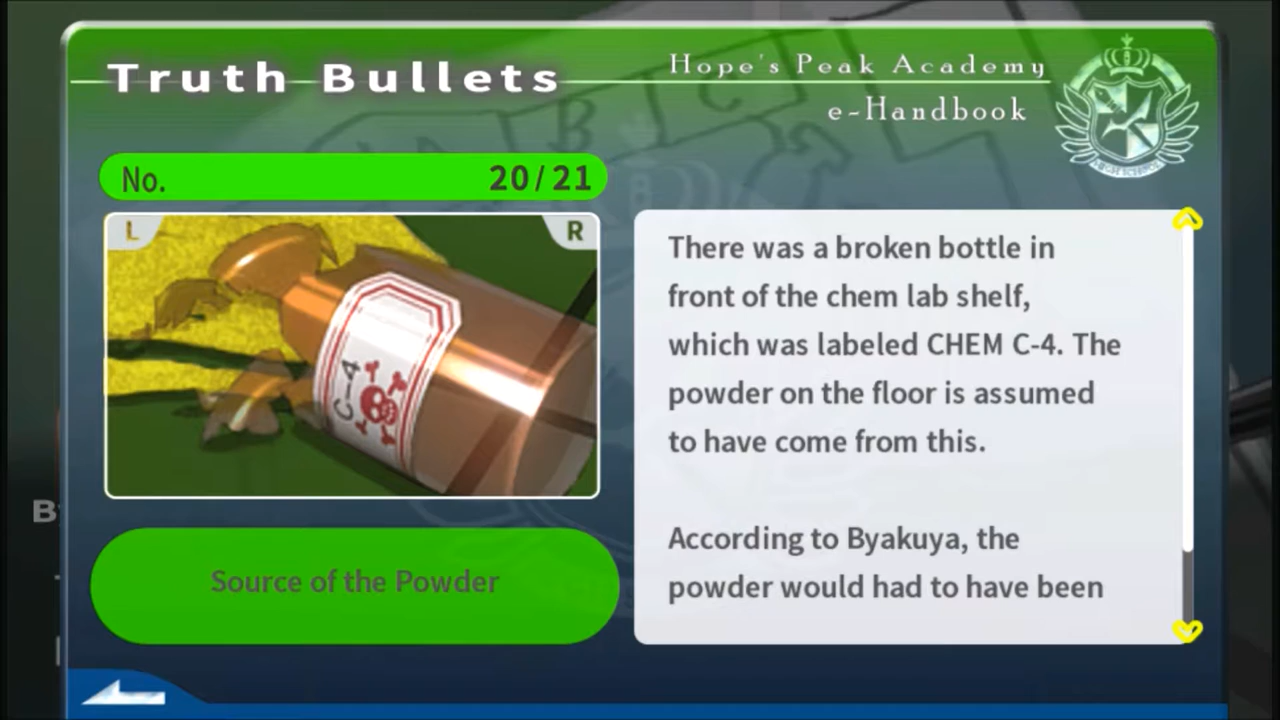 Truth Bullets
Hope's Peak Academy
e-Handbook
No. 20/21
L
R
C-4
Source of the Powder
There was a broken bottle in
front of the chem lab shelf,
which was labeled CHEM C-4. The
powder on the floor is assumed
to have come from this.
According to Byakuya, the
powder would had to have been